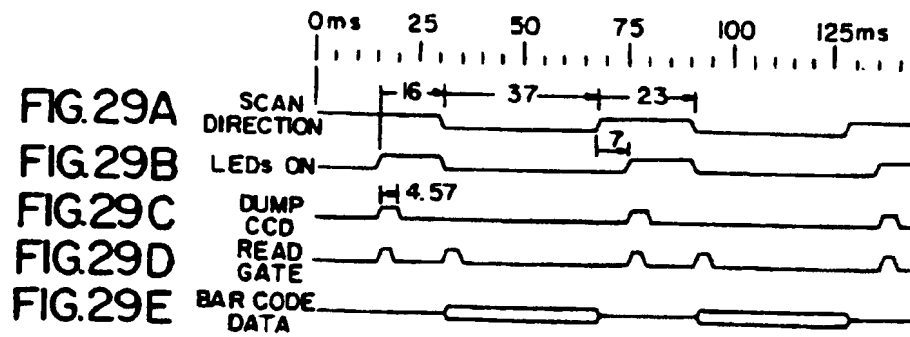 0ms 25 50 75 100 125ms
16 37 23
FIG.29A SCAN DIRECTION
7
FIG.29B LEDs ON
4.57
FIG.29C DUMP CCD
FIG.29D READ GATE
FIG.29E BAR CODE DATA